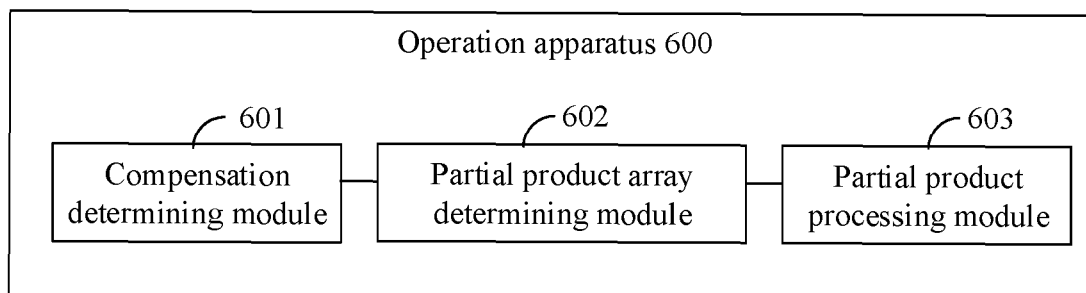 Operation apparatus 600
601
602
603
Compensation
determining module
Partial product array
determining module
Partial product
processing module